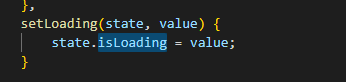 },
setLoading(state, value) {
state.isLoading = value;
}